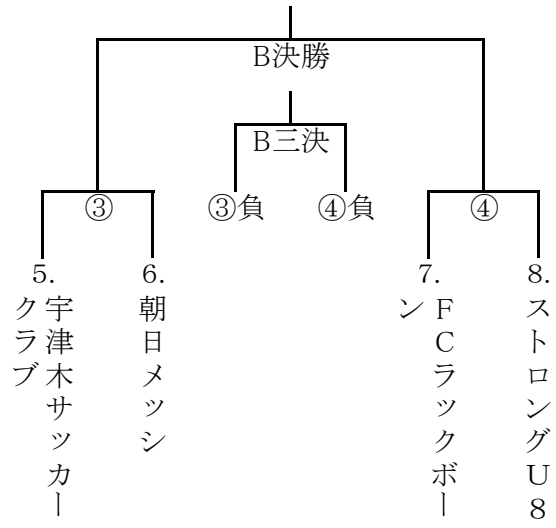 B決勝
B三決
③
③負
④負
④
5.
宇津木サッカー
クラブ
6.
朝日メッシ
7.
FCラックボー
ン
8.
ストロングU8